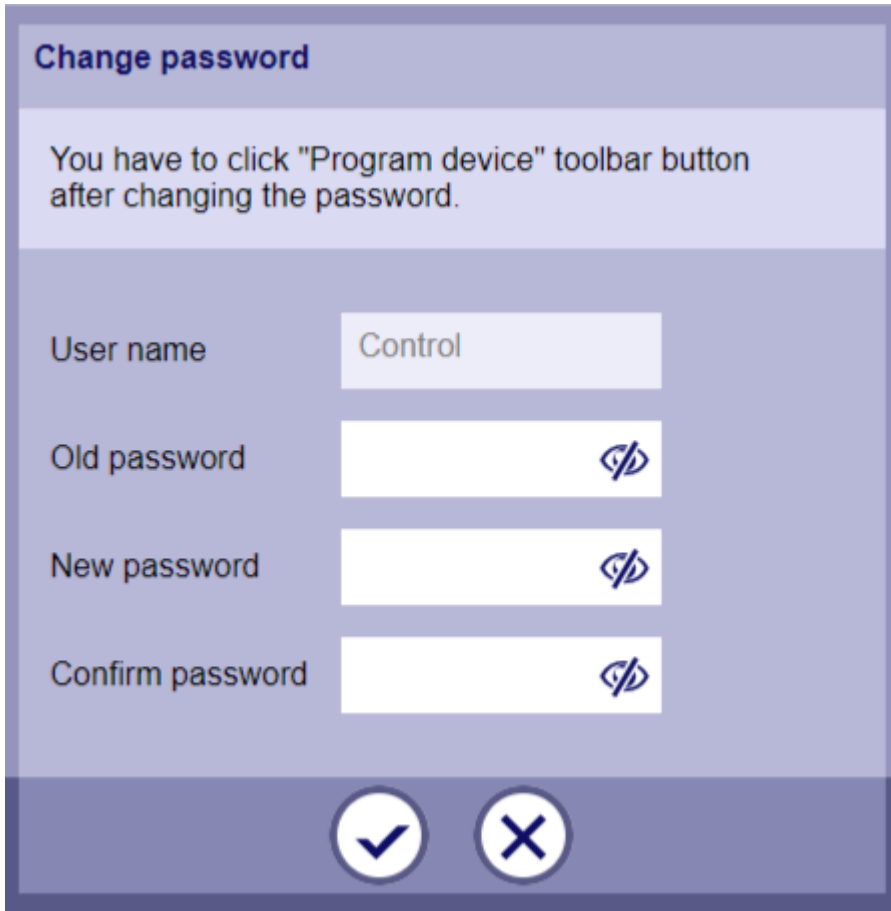 Change password
You have to click "Program device" toolbar button
after changing the password.
User name
Control
Old password
New password
Confirm password